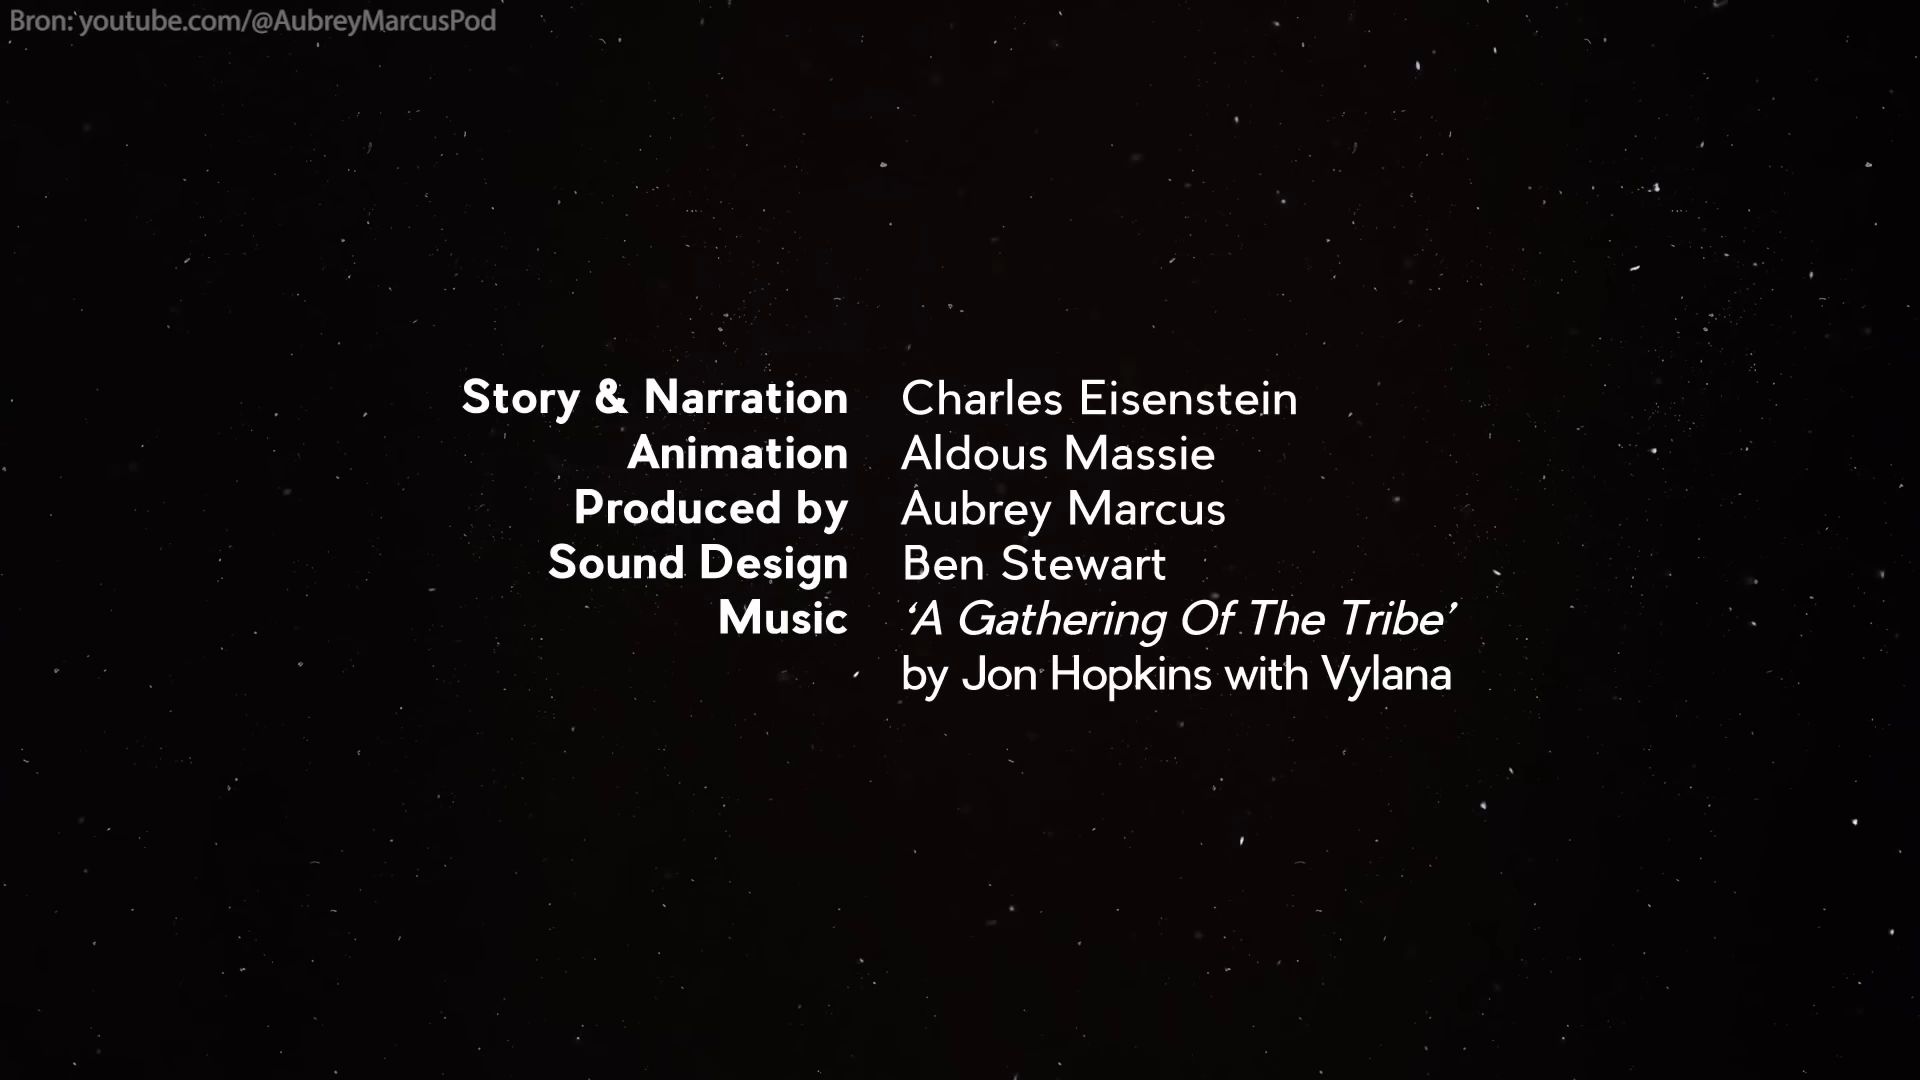 Bron: youtube.com/@AubreyMarcusPod
Story & Narration Charles Eisenstein
Animation Aldous Massie
Produced by Aubrey Marcus
Sound Design Ben Stewart
Music ‘A Gathering Of The Tribe’
by Jon Hopkins with Vylana